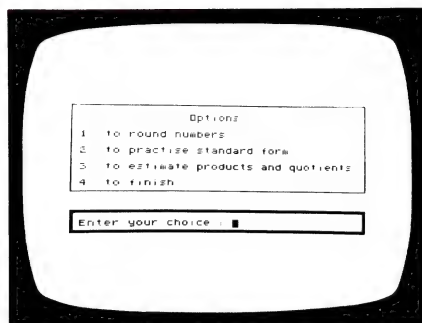 Options
1 to round numbers
2 to practise standard form
3 to estimate products and quotients
4 to finish
Enter your choice :